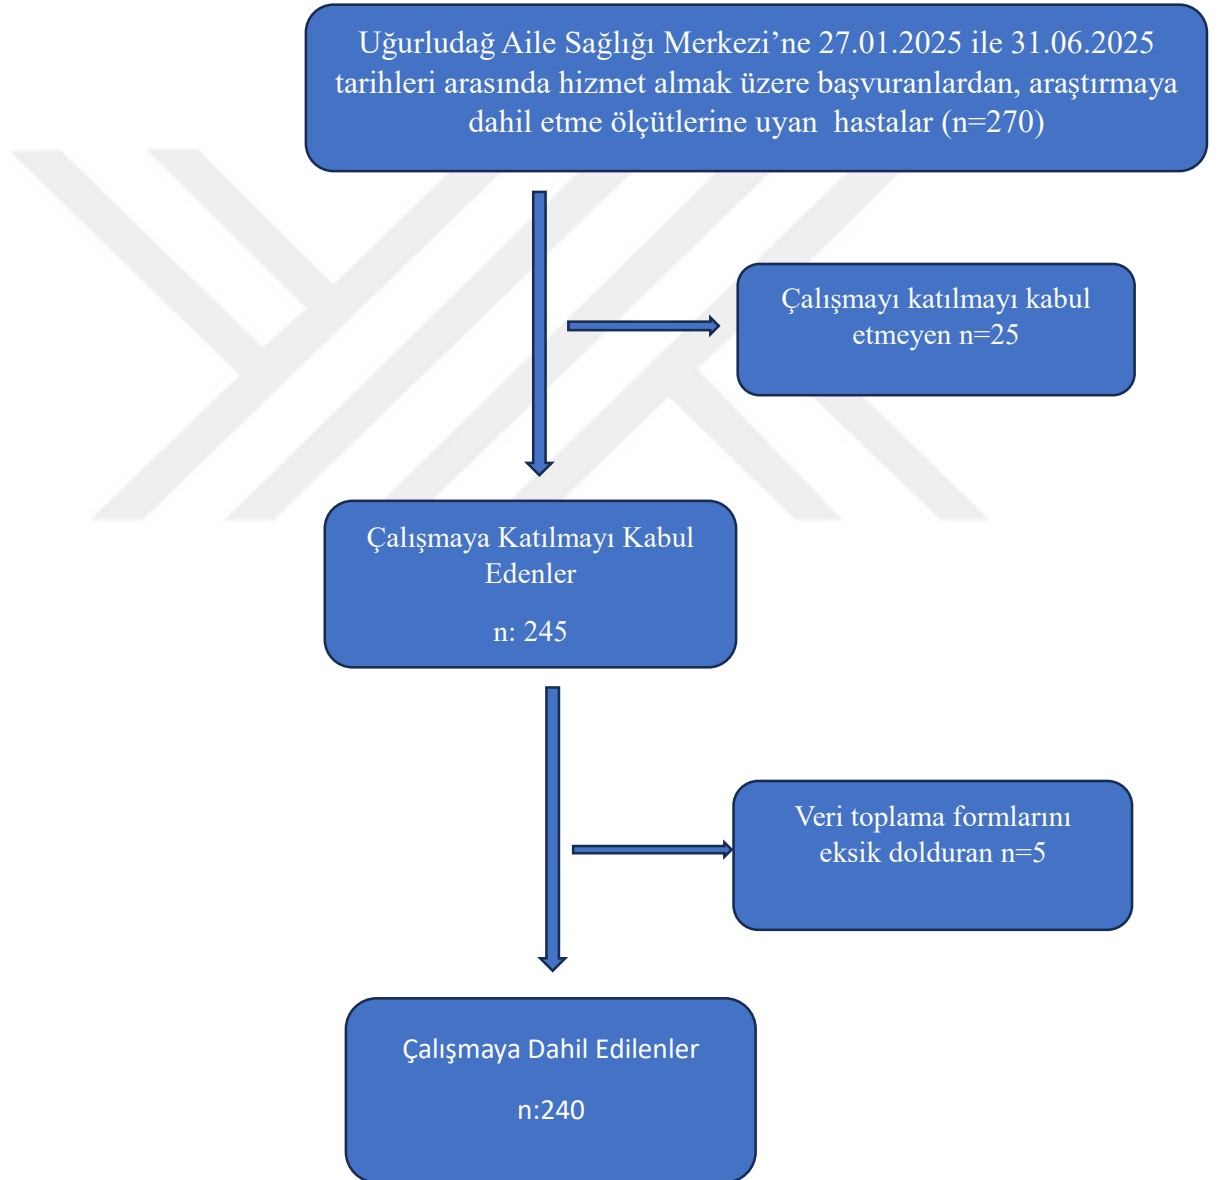 Uğurludağ Aile Sağlığı Merkezi’ne 27.01.2025 ile 31.06.2025
tarihleri arasında hizmet almak üzere başvuranlardan, araştırmaya
dahil etme ölçütlerine uyan  hastalar (n=270)
Çalışmayı katılmayı kabul
etmeyen n=25
Çalışmaya Katılmayı Kabul
Edenler
n: 245
Veri toplama formlarını
eksik dolduran n=5
Çalışmaya Dahil Edilenler
n:240